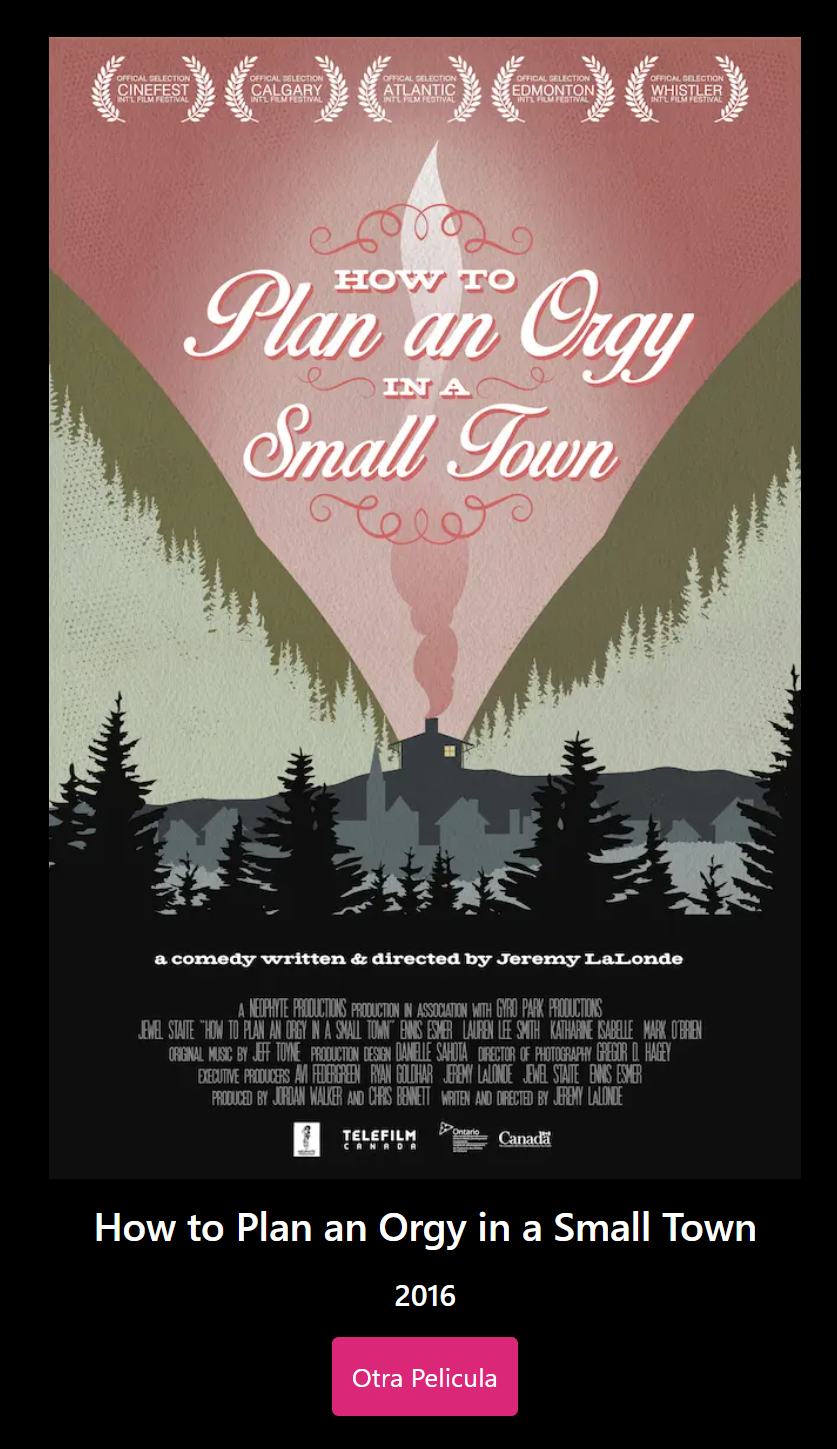 OFFICIAL SELECTION CINEFEST INT'L FILM FESTIVAL
OFFICIAL SELECTION CALGARY INT'L FILM FESTIVAL
OFFICIAL SELECTION ATLANTIC INT'L FILM FESTIVAL
OFFICIAL SELECTION EDMONTON INT'L FILM FESTIVAL
OFFICIAL SELECTION WHISTLER INT'L FILM FESTIVAL
HOW TO
Plan an Orgy
IN A
Small Town
a comedy written & directed by Jeremy LaLonde
A NEOPHYTE PRODUCTIONS PRODUCTION IN ASSOCIATION WITH GYRO PARK PRODUCTIONS
JEWEL STAITE "HOW TO PLAN AN ORGY IN A SMALL TOWN" ENNIS ESMER LAUREN LEE SMITH KATHARINE ISABELLE MARK O'BRIEN
ORIGINAL MUSIC BY JEFF TOYNE PRODUCTION DESIGN DANIELLE SAHOTA DIRECTOR OF PHOTOGRAPHY GREGOR D. HAGEY
EXECUTIVE PRODUCERS AVI FEDERGREEN RYAN GOLDHAR JEREMY LALONDE JEWEL STAITE ENNIS ESMER
PRODUCED BY JORDAN WALKER AND CHRIS BENNETT WRITEN AND DIRECTED BY JEREMY LALONDE
TELEFILM
CANADA
Ontario
Canada
How to Plan an Orgy in a Small Town
2016
Otra Pelicula